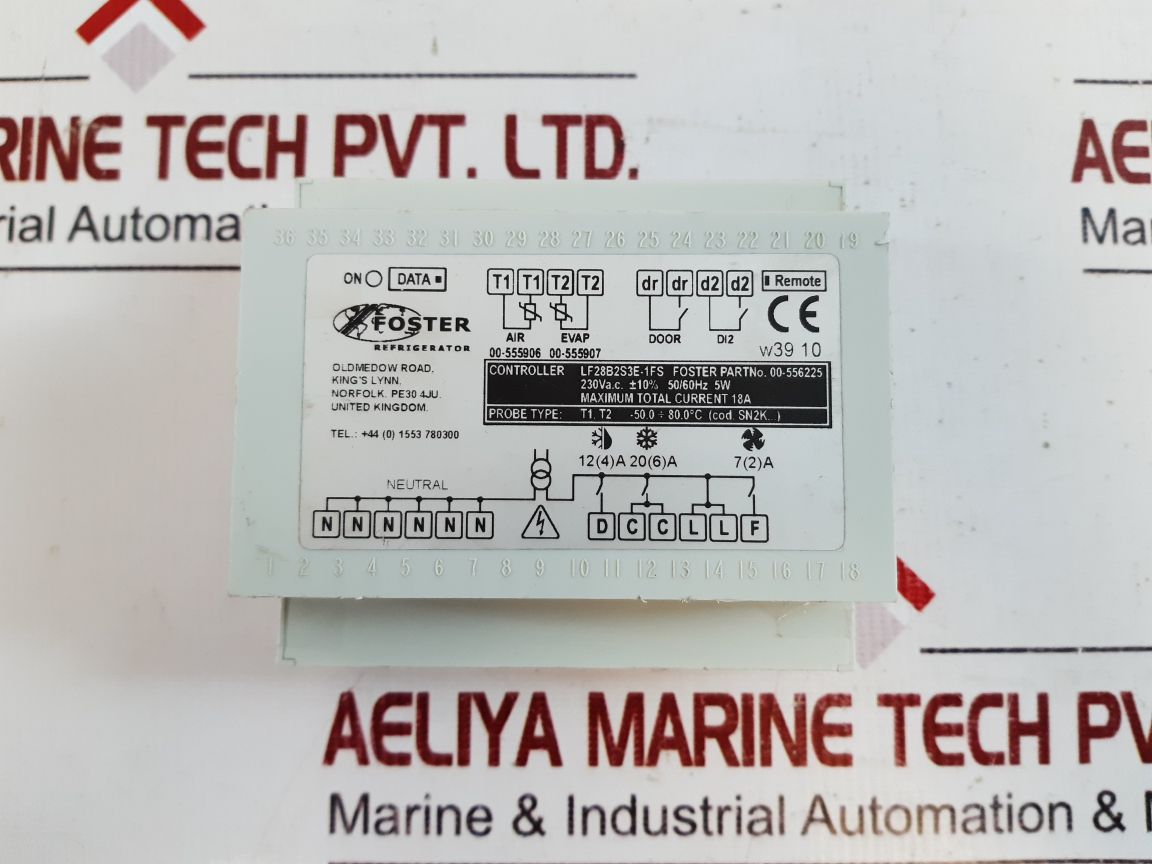 RINE TECH PVT. LTD.
rial Automati
AE
Ma
36 35 34 33 32 31 30 29 28 27 26 25 24 23 22 21 20 19
ON DATA
T1 T1 T2 T2
dr dr d2 d2
Remote
AIR EVAP
DOOR DI2
CE
00-555906 00-555907
w39 10
FOSTER
REFRIGERATOR
OLDMEDOW ROAD.
KING'S LYNN.
NORFOLK. PE30 4JU.
UNITED KINGDOM.
TEL.: +44 (0) 1553 780300
CONTROLLER LF28B2S3E-1FS FOSTER PARTNo. 00-556225
230Va.c. ±10% 50/60Hz 5W
MAXIMUM TOTAL CURRENT 18A
PROBE TYPE: T1, T2 -50.0 ÷ 80.0°C (cod. SN2K...)
12(4)A 20(6)A 7(2)A
NEUTRAL
N N N N N N
D C C L L F
1 2 3 4 5 6 7 8 9 10 11 12 13 14 15 16 17 18
AELIYA MARINE TECH PV
Marine & Industrial Automation &